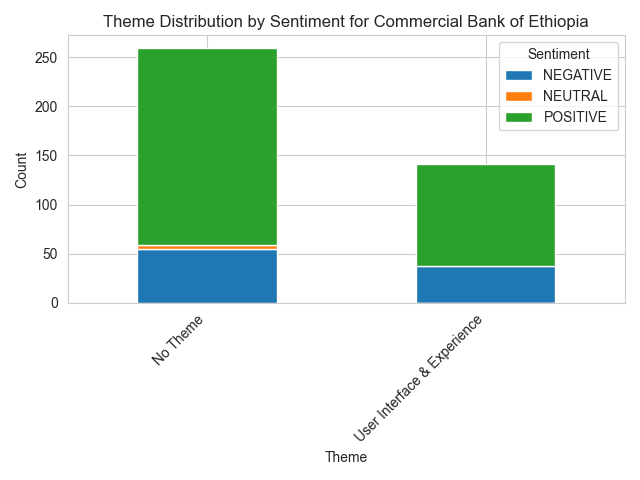 Theme Distribution by Sentiment for Commercial Bank of Ethiopia
Sentiment
NEGATIVE
NEUTRAL
POSITIVE
Count
250
200
150
100
50
0
No Theme
User Interface & Experience
Theme